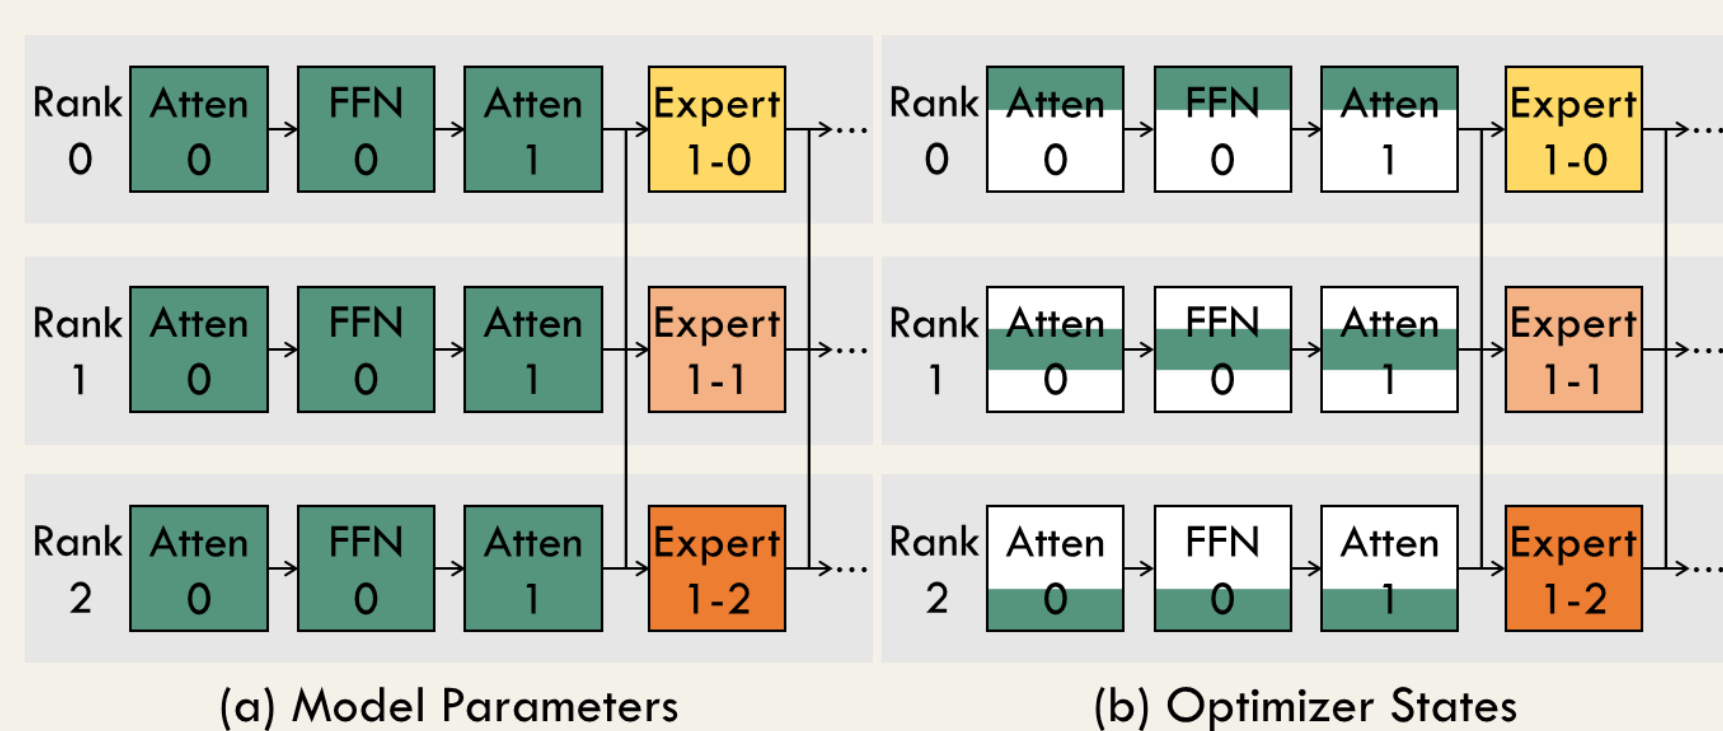 Rank Atten FFN Atten Expert
0 0 0 1 1-0 ...
Rank Atten FFN Atten Expert
1 0 0 1 1-1 ...
Rank Atten FFN Atten Expert
2 0 0 1 1-2 ...
(a) Model Parameters
Rank Atten FFN Atten Expert
0 0 0 1 1-0 ...
Rank Atten FFN Atten Expert
1 0 0 1 1-1 ...
Rank Atten FFN Atten Expert
2 0 0 1 1-2 ...
(b) Optimizer States